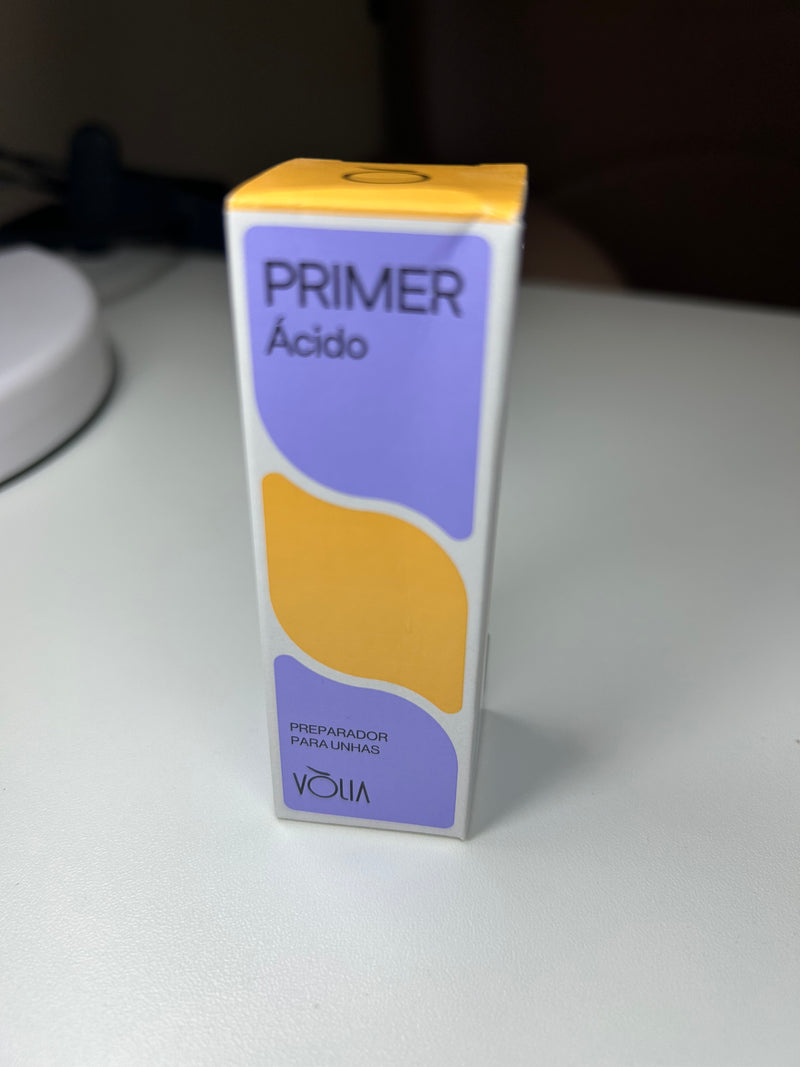 PRIMER
Ácido
PREPARADOR
PARA UNHAS
VÒLIA